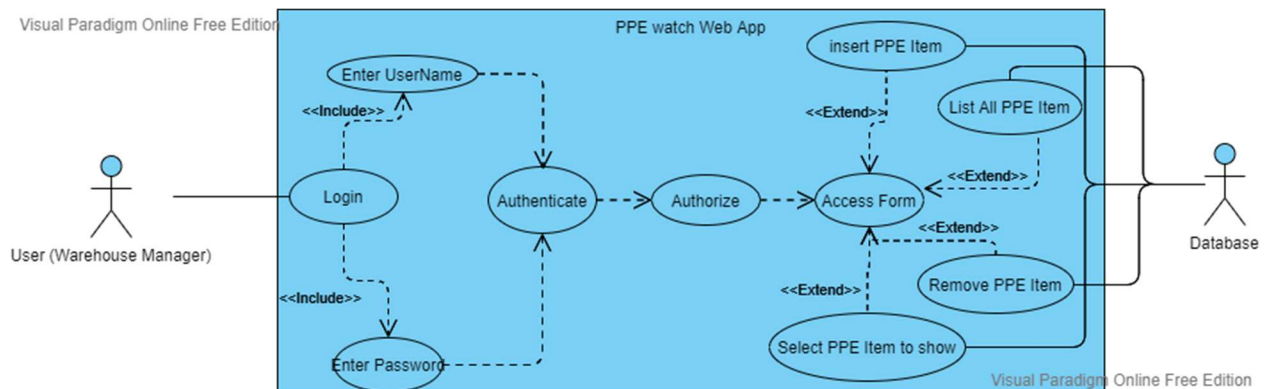 Visual Paradigm Online Free Edition
PPE watch Web App
insert PPE Item
Enter UserName
List All PPE Item
<<Include>>
<<Extend>>
<<Extend>>
Login
Authenticate
Authorize
Access Form
<<Extend>>
User (Warehouse Manager)
Database
Remove PPE Item
<<Include>>
<<Extend>>
Enter Password
Select PPE Item to show
Visual Paradigm Online Free Edition